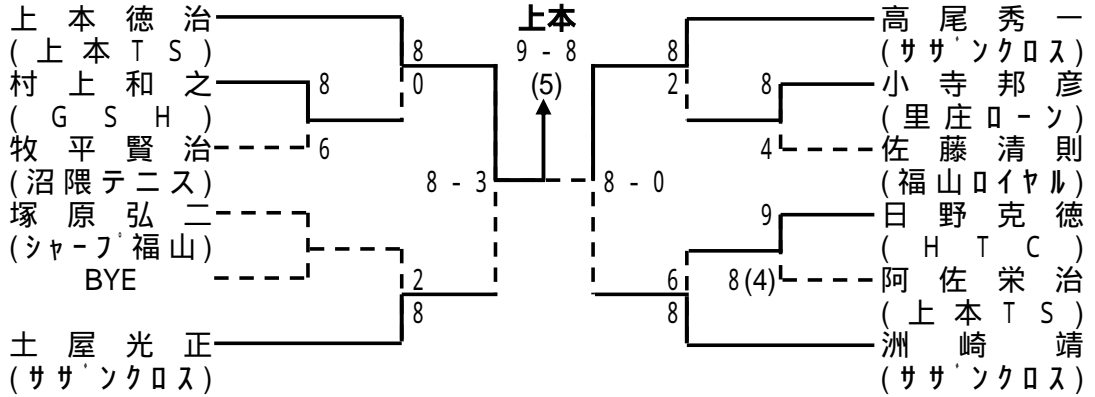 上本徳治
(上本TS)
村上和之
(GSH)
牧平賢治
(沼隈テニス)
塚原弘二
(シャープ福山)
BYE
土屋光正
(ササンクロス)
8
0
8
6
2
8
8-3
上本
9-8
(5)
8-0
8
2
8
4
9
8(4)
6
8
高尾秀一
(ササ゛ンクロス)
小寺邦彦
(里庄ローン)
佐藤清則
(福山ロイヤル)
日野克徳
(HTC)
阿佐栄治
(上本TS)
洲崎靖
(ササ゛ンクロス)